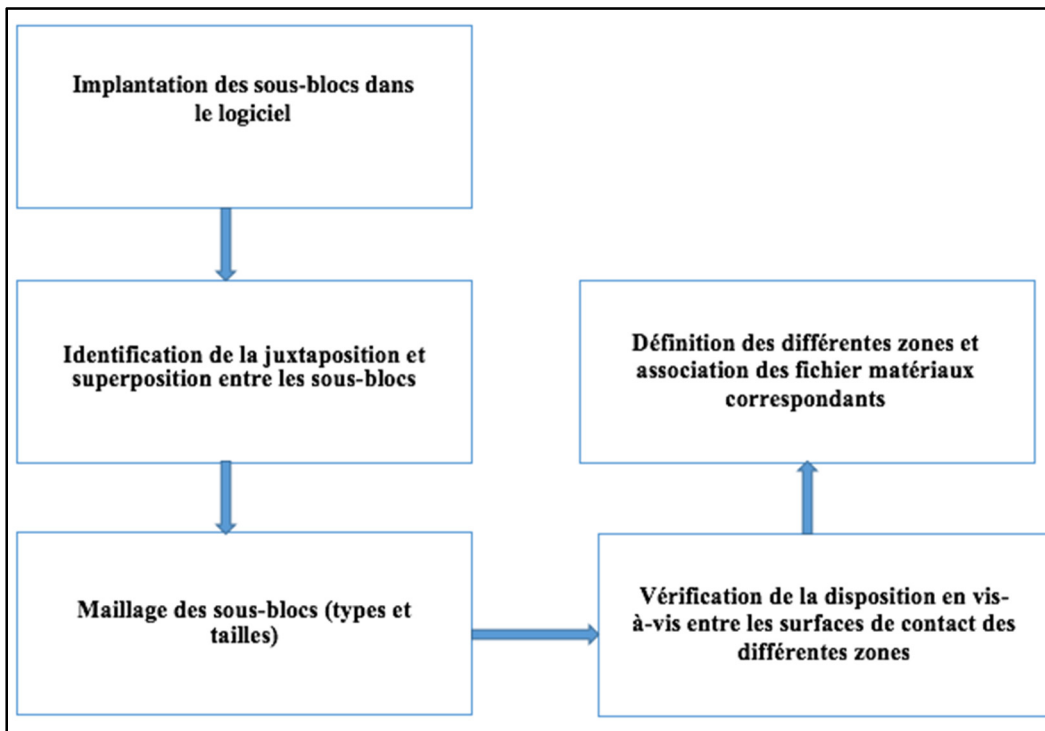 Implantation des sous-blocs dans
le logiciel
Identification de la juxtaposition et
superposition entre les sous-blocs
Maillage des sous-blocs (types et
tailles)
Vérification de la disposition en vis-
à-vis entre les surfaces de contact des
différentes zones
Définition des différentes zones et
association des fichier matériaux
correspondants